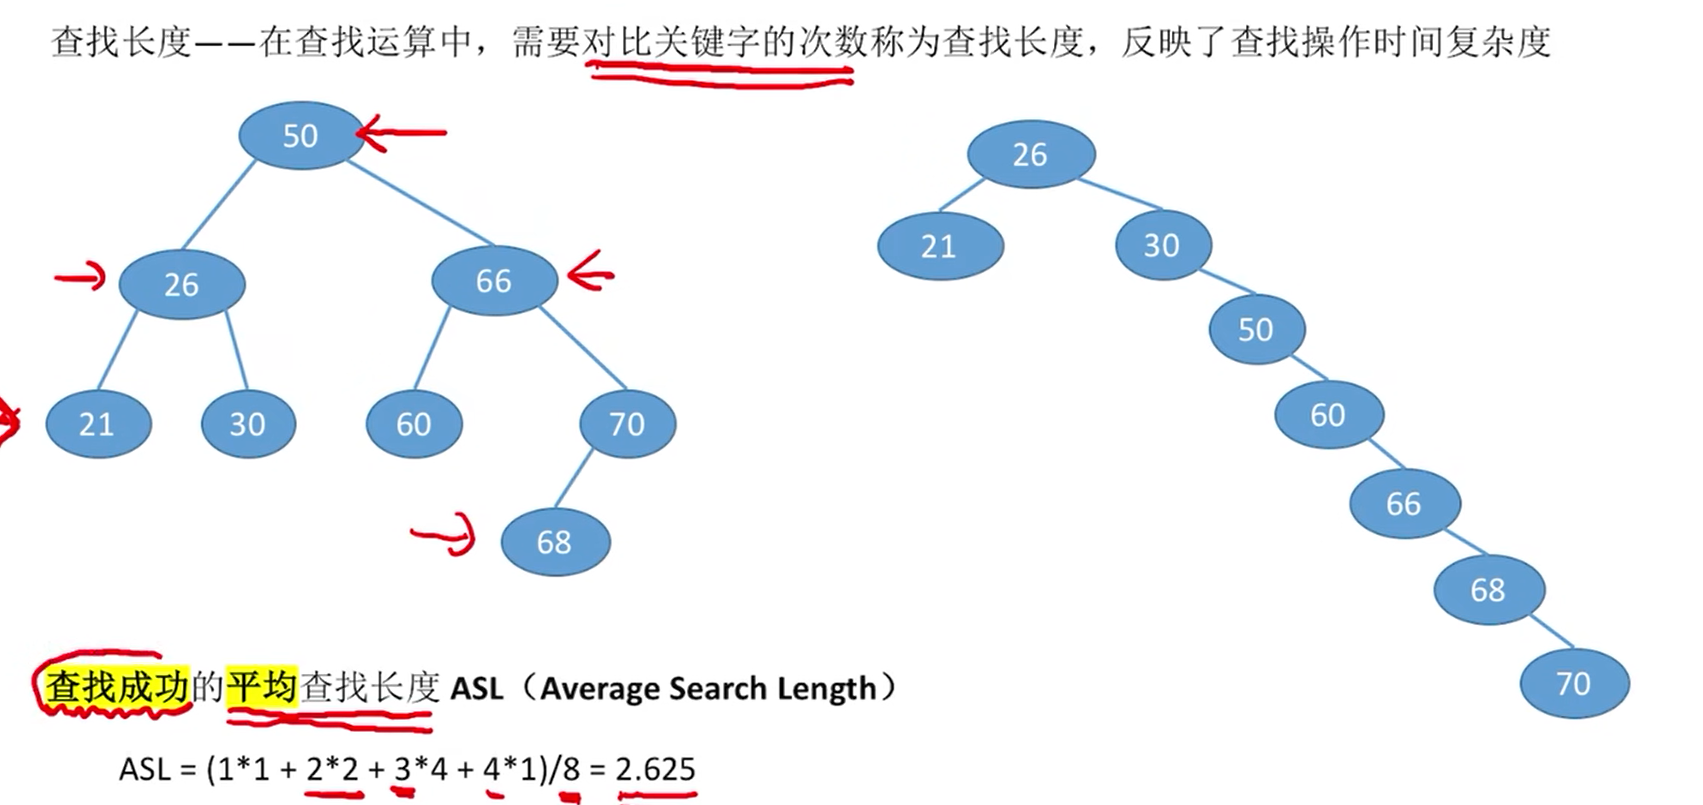 查找长度——在查找运算中，需要对比关键字的次数称为查找长度，反映了查找操作时间复杂度
50
26 66
21 30 60 70
68
26
21 30
50
60
66
68
70
查找成功的平均查找长度 ASL（Average Search Length）
ASL = (1*1 + 2*2 + 3*4 + 4*1)/8 = 2.625